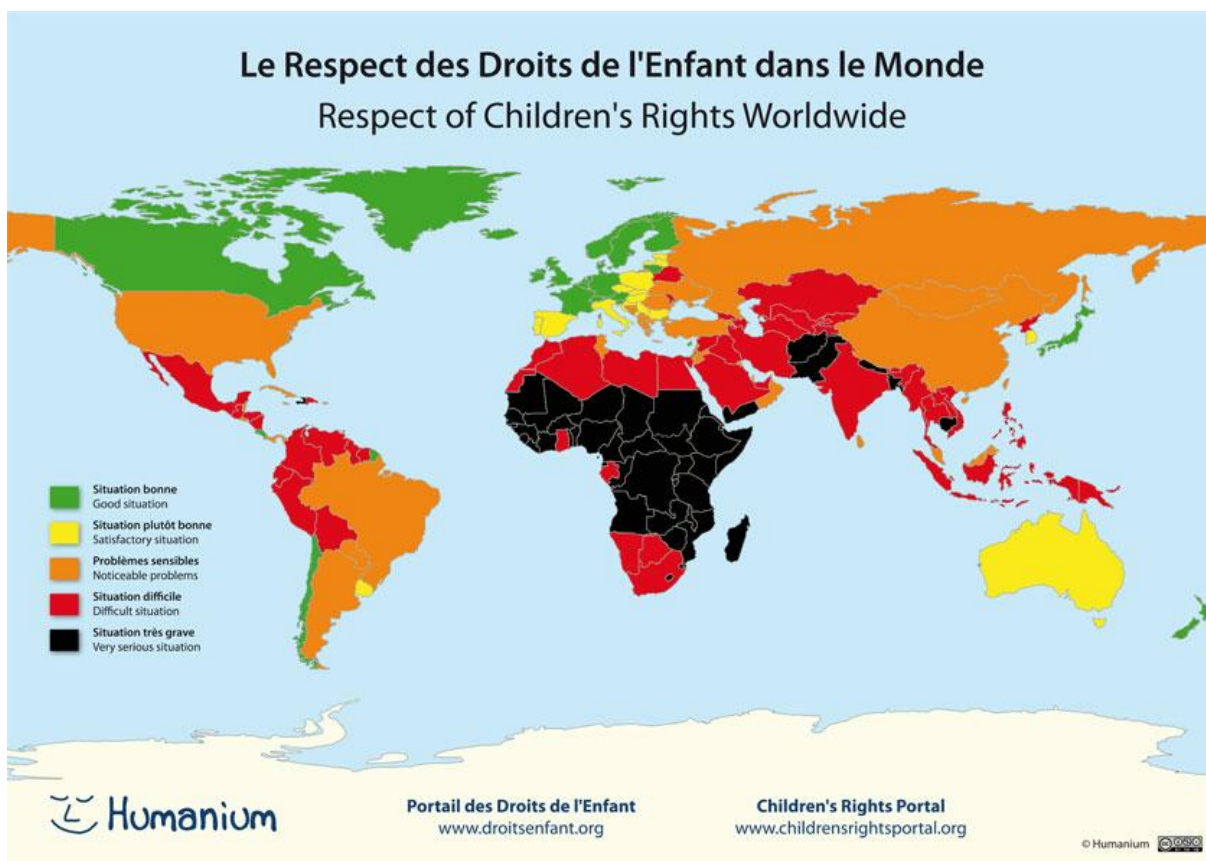 Le Respect des Droits de l'Enfant dans le Monde
Respect of Children's Rights Worldwide
Situation bonne
Good situation
Situation plutôt bonne
Satisfactory situation
Problèmes sensibles
Noticeable problems
Situation difficile
Difficult situation
Situation très grave
Very serious situation
Humanium
Portail des Droits de l'Enfant
www.droitsenfant.org
Children's Rights Portal
www.childrensrightsportal.org
© Humanium